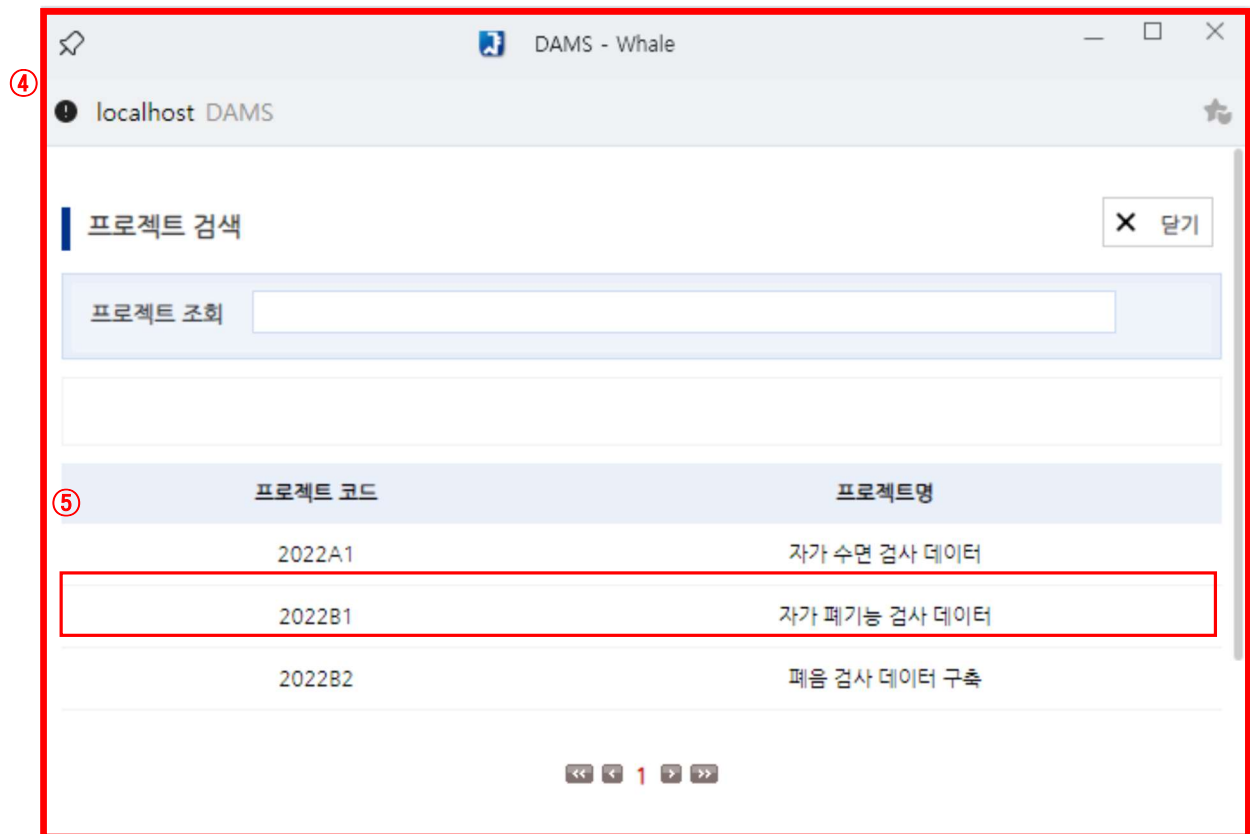 DAMS - Whale
④
localhost DAMS
프로젝트 검색
닫기
프로젝트 조회
⑤
프로젝트 코드 프로젝트명
2022A1 자가 수면 검사 데이터
2022B1 자가 폐기능 검사 데이터
2022B2 폐음 검사 데이터 구축
1